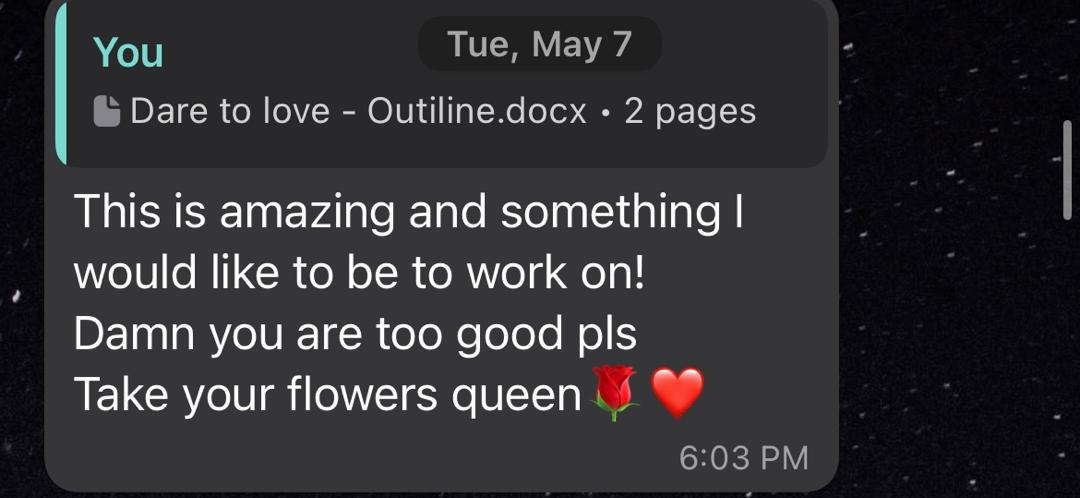 You
Tue, May 7
Dare to love - Outiline.docx • 2 pages
This is amazing and something I
would like to be to work on!
Damn you are too good pls
Take your flowers queen🌹❤️
6:03 PM